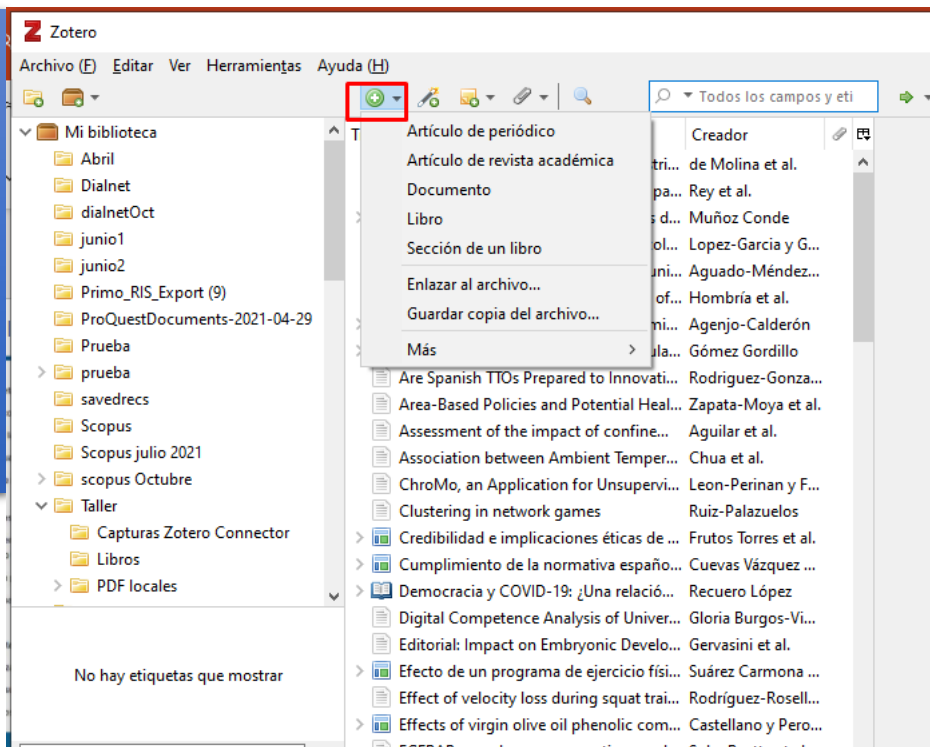 Zotero
Archivo (F) Editar Ver Herramientas Ayuda (H)
Todos los campos y eti
Mi biblioteca
Abril
Dialnet
dialnetOct
junio1
junio2
Primo_RIS_Export (9)
ProQuestDocuments-2021-04-29
Prueba
prueba
savedrecs
Scopus
Scopus julio 2021
scopus Octubre
Taller
Capturas Zotero Connector
Libros
PDF locales
No hay etiquetas que mostrar
Artículo de periódico
Artículo de revista académica
Documento
Libro
Sección de un libro
Enlazar al archivo...
Guardar copia del archivo...
Más
T
Creador
tri... de Molina et al.
pa... Rey et al.
s d... Muñoz Conde
ol... Lopez-Garcia y G...
uni... Aguado-Méndez...
of... Hombría et al.
mi... Agenjo-Calderón
ula... Gómez Gordillo
Are Spanish TTOs Prepared to Innovati... Rodriguez-Gonza...
Area-Based Policies and Potential Heal... Zapata-Moya et al.
Assessment of the impact of confine... Aguilar et al.
Association between Ambient Temper... Chua et al.
ChroMo, an Application for Unsupervi... Leon-Perinan y F...
Clustering in network games Ruiz-Palazuelos
Credibilidad e implicaciones éticas de ... Frutos Torres et al.
Cumplimiento de la normativa españo... Cuevas Vázquez ...
Democracia y COVID-19: ¿Una relació... Recuero López
Digital Competence Analysis of Univer... Gloria Burgos-Vi...
Editorial: Impact on Embryonic Develo... Gervasini et al.
Efecto de un programa de ejercicio físi... Suárez Carmona ...
Effect of velocity loss during squat trai... Rodríguez-Rosell...
Effects of virgin olive oil phenolic com... Castellano y Pero...